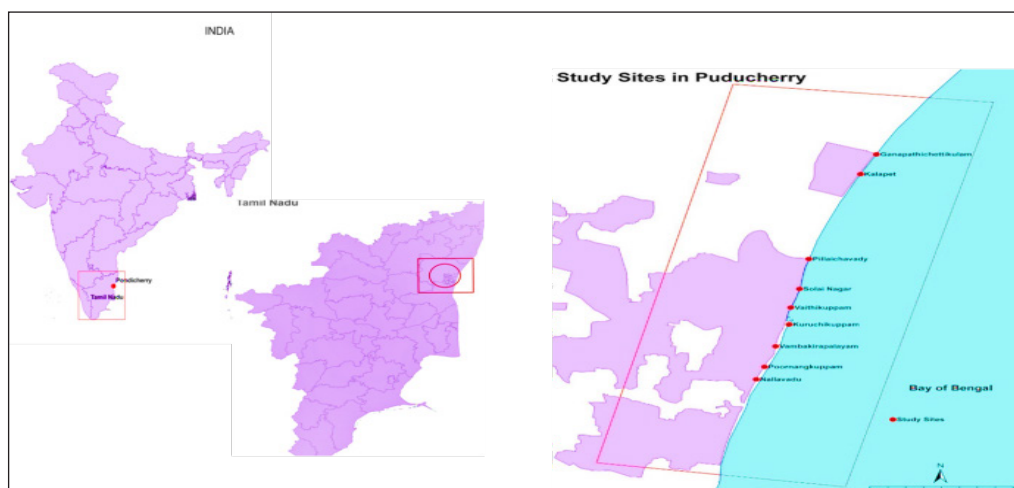 INDIA
Pondicherry
Tamil Nadu
Tamil Nadu
Study Sites in Puducherry
Ganapathichettikulam
Kalapet
Pillaichavady
Solai Nagar
Vaithikuppam
Kuruchikuppam
Vambakirapalayam
Poornangkuppam
Nallavadu
Bay of Bengal
Study Sites
N